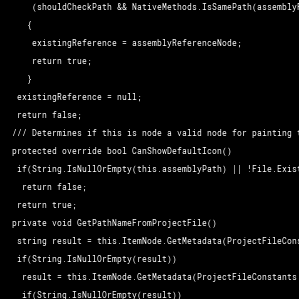 (shouldCheckPath && NativeMethods.IsSamePath(
{
existingReference = assemblyReferenceNode;
return true;
}
existingReference = null;
return false;
/// Determines if this is node a valid node for painting
protected override bool CanShowDefaultIcon()
if(String.IsNullOrEmpty(this.assemblyPath) || !File.Exist
return false;
return true;
private void GetPathNameFromProjectFile()
string result = this.ItemNode.GetMetadata(ProjectFileCons
if(String.IsNullOrEmpty(result))
result = this.ItemNode.GetMetadata(ProjectFileConstants
if(String.IsNullOrEmpty(result))